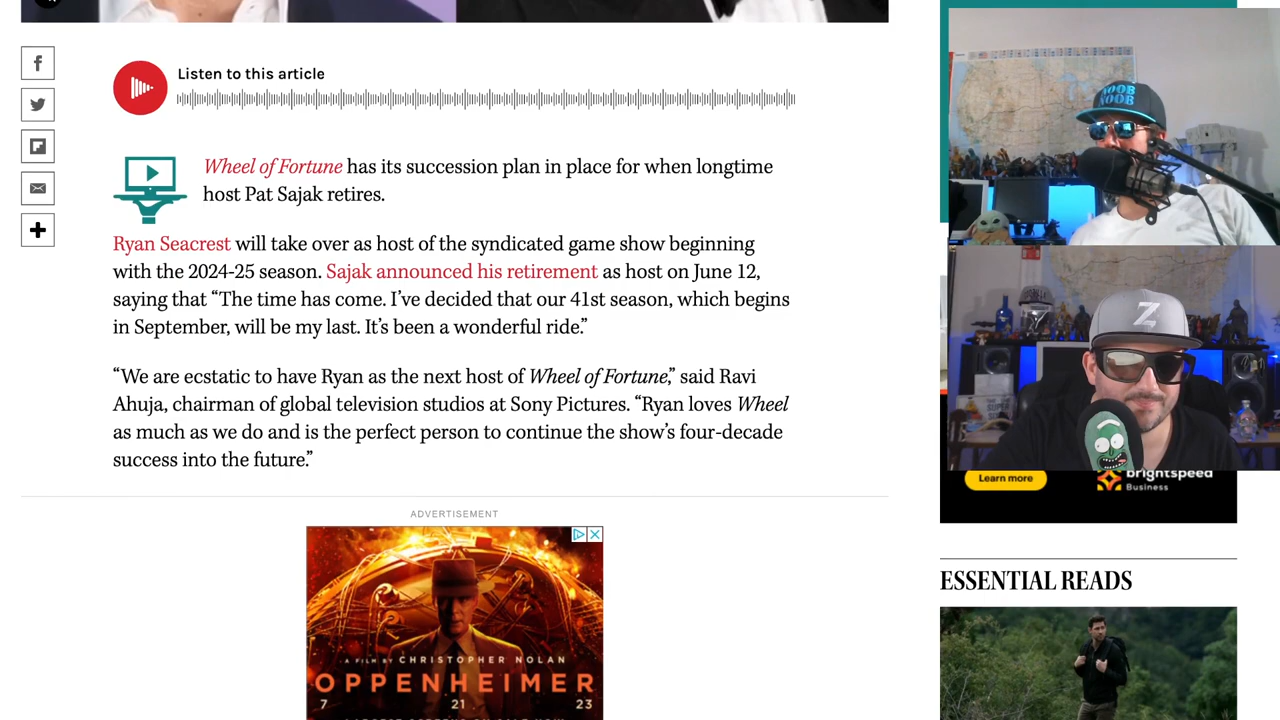 Listen to this article
Wheel of Fortune has its succession plan in place for when longtime
host Pat Sajak retires.
Ryan Seacrest will take over as host of the syndicated game show beginning
with the 2024-25 season. Sajak announced his retirement as host on June 12,
saying that “The time has come. I’ve decided that our 41st season, which begins
in September, will be my last. It’s been a wonderful ride.”
“We are ecstatic to have Ryan as the next host of Wheel of Fortune,” said Ravi
Ahuja, chairman of global television studios at Sony Pictures. “Ryan loves Wheel
as much as we do and is the perfect person to continue the show’s four-decade
success into the future.”
ADVERTISEMENT
A FILM BY CHRISTOPHER NOLAN
OPPENHEIMER
7 21 23
NOOB
NOOB
Z
Learn more
brightspeed
Business
ESSENTIAL READS